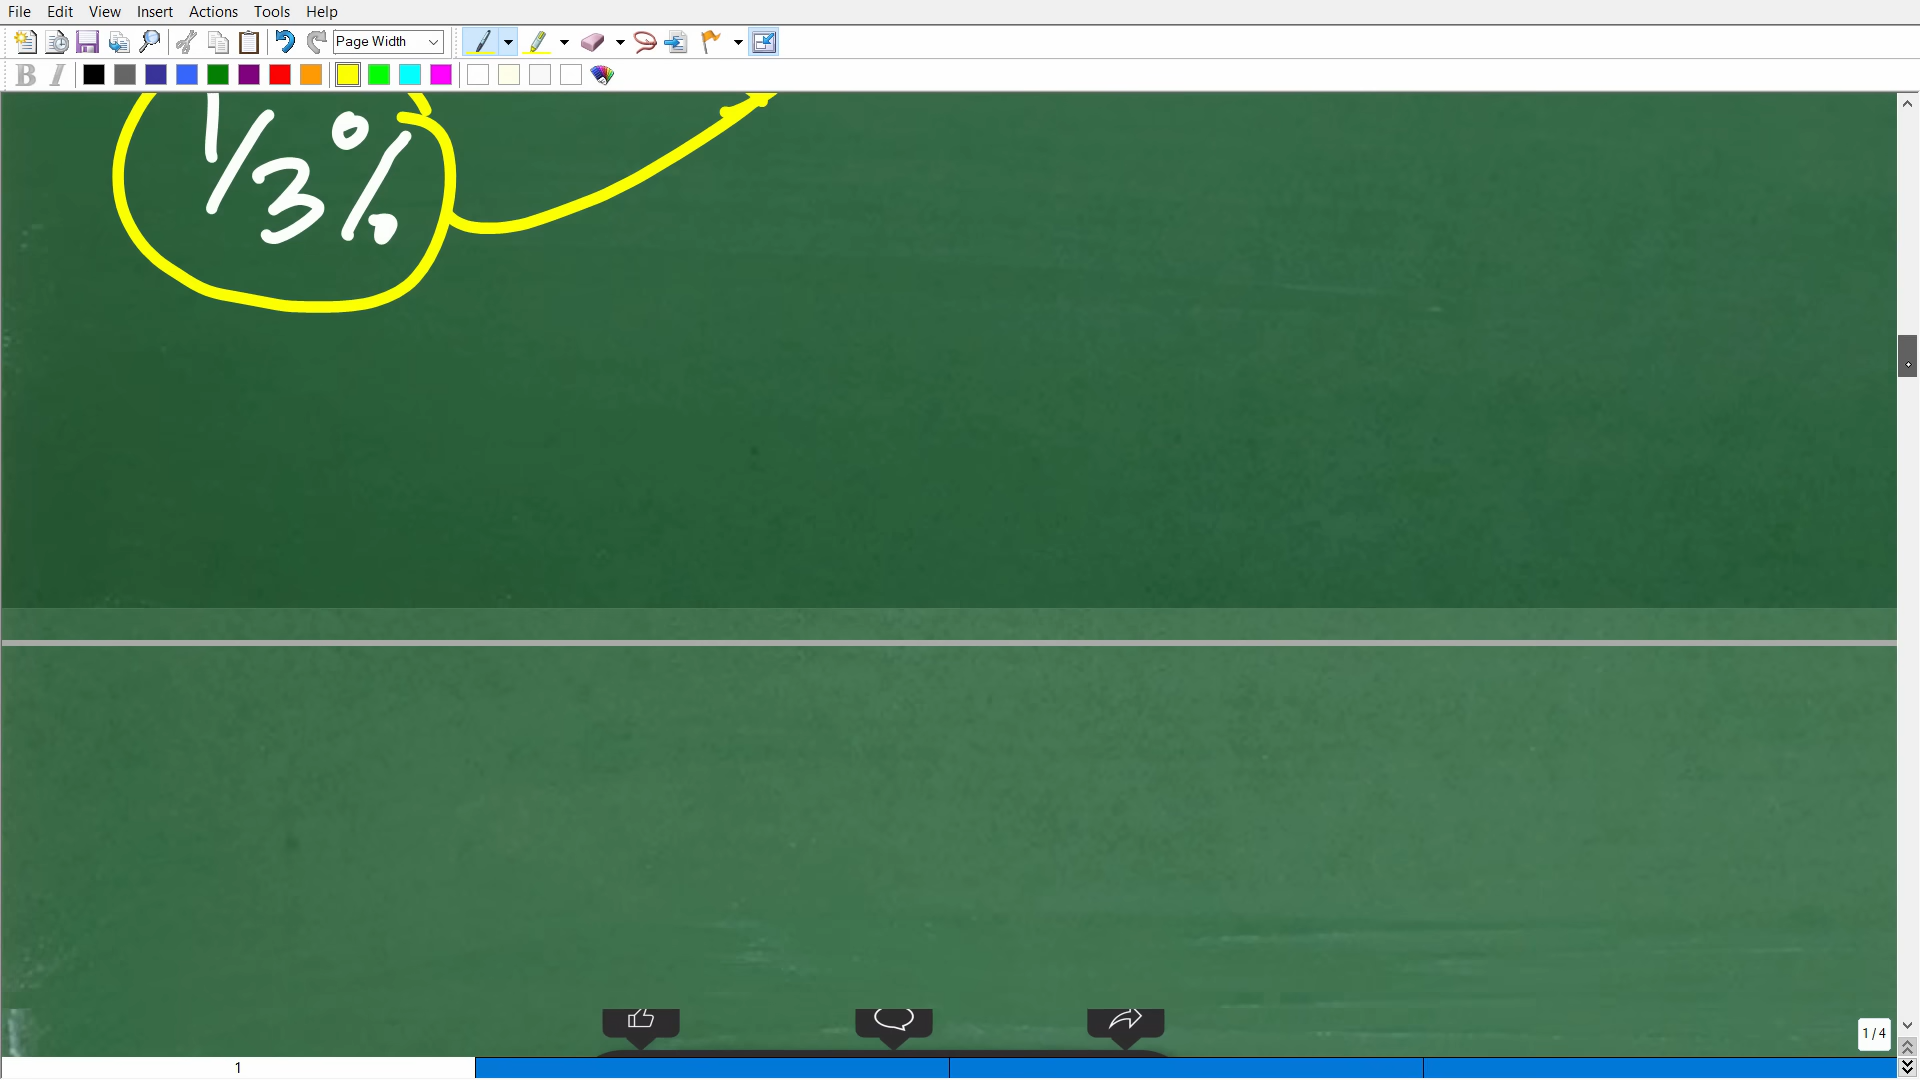 File Edit View Insert Actions Tools Help
Page Width
B I
1/3%
1 / 4
1